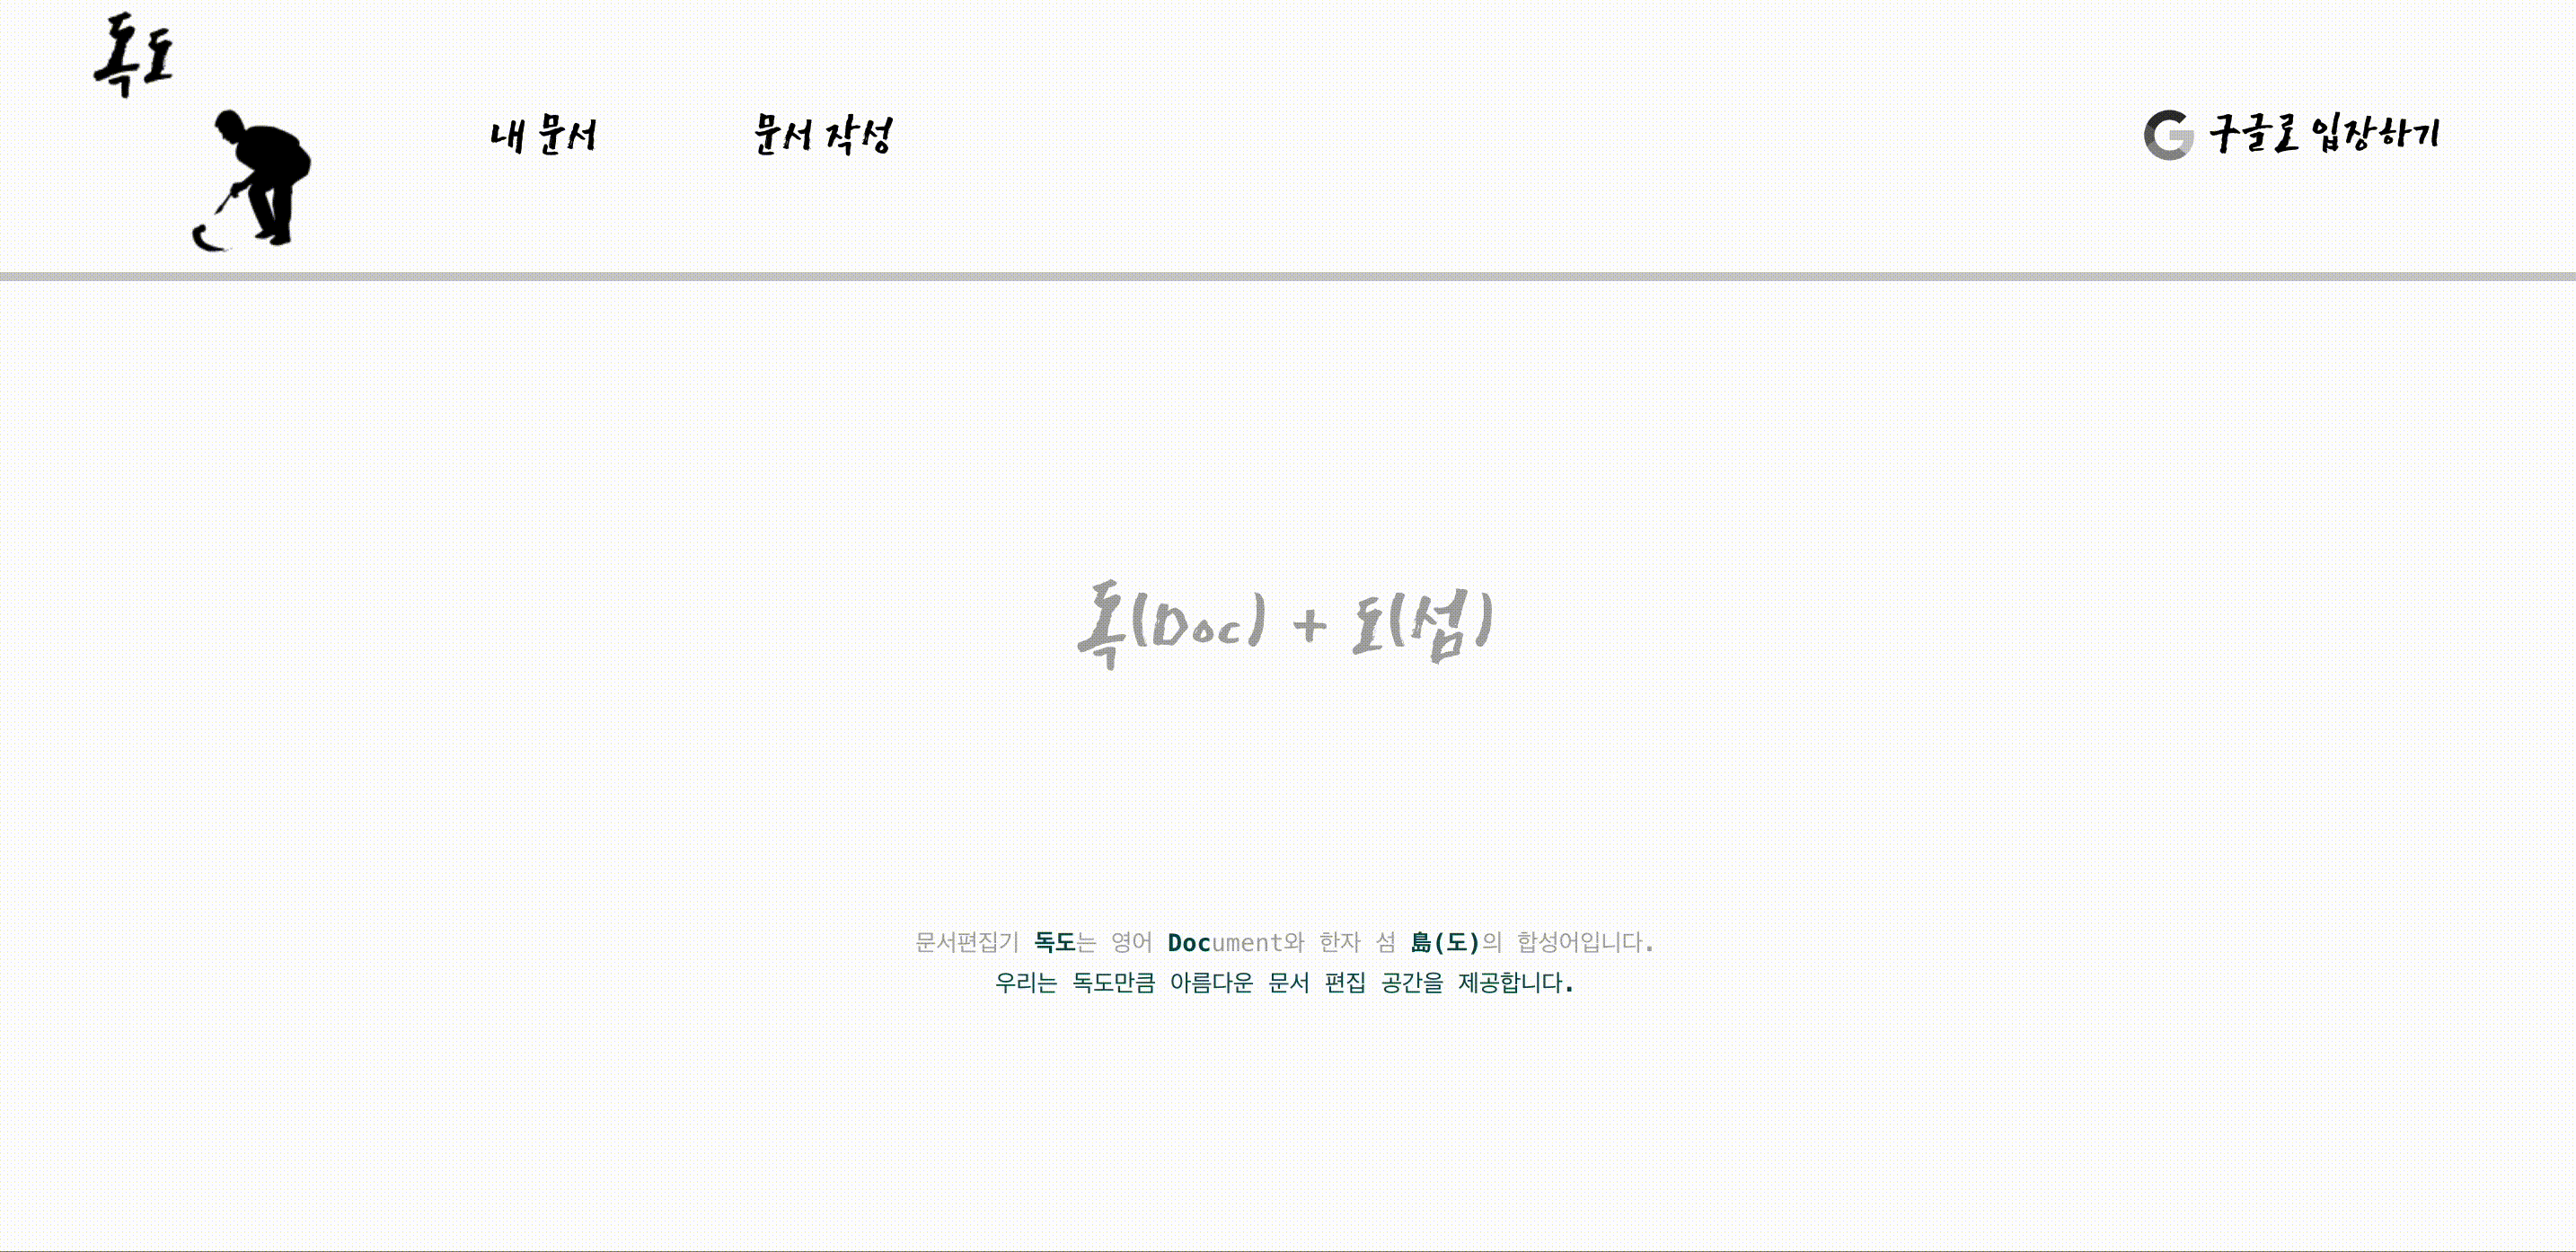 독도
내 문서
문서 작성
구글로 입장하기
독(Doc) + 도(섬)
문서편집기 독도는 영어 Document와 한자 섬 島(도)의 합성어입니다.
우리는 독도만큼 아름다운 문서 편집 공간을 제공합니다.